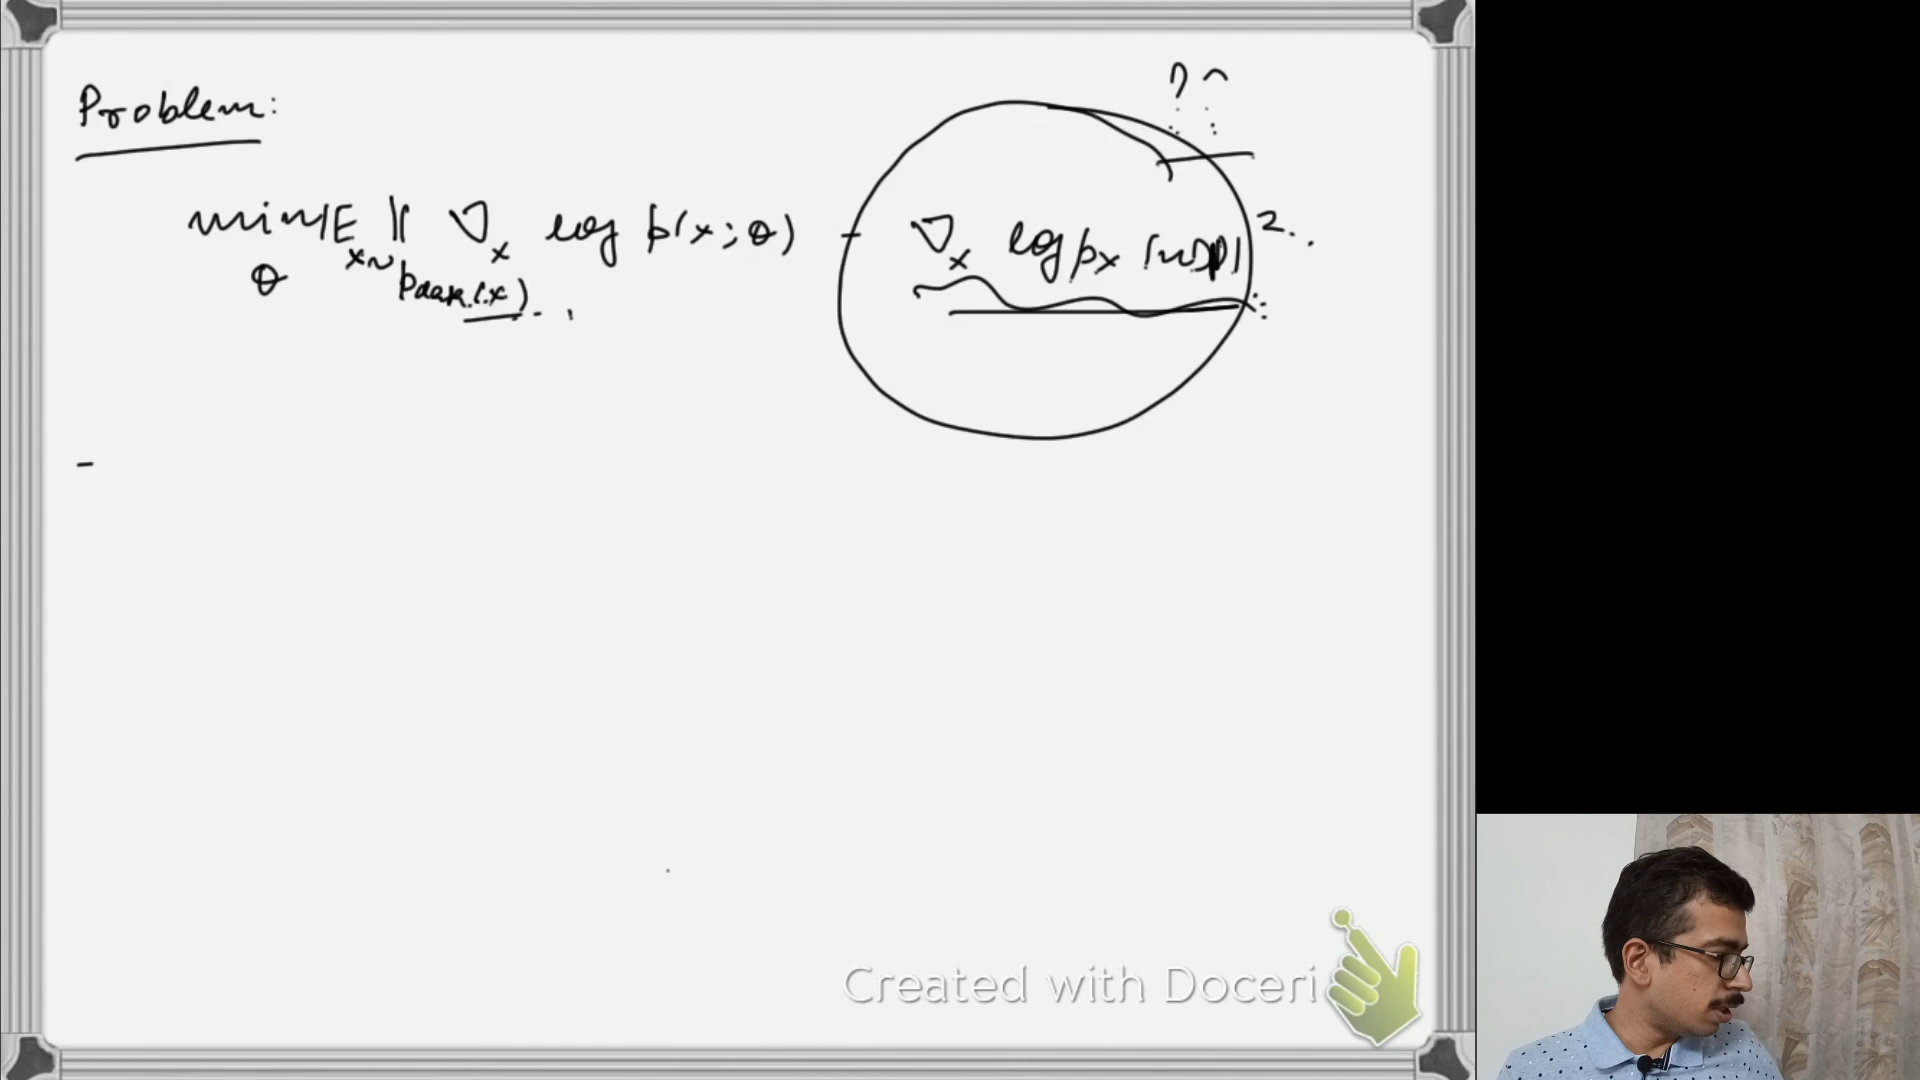 Problem:
min E || ∇x log p(x;θ) - ∇x log px ||²..
θ x~pdata(x)..
-
Created with Doceri